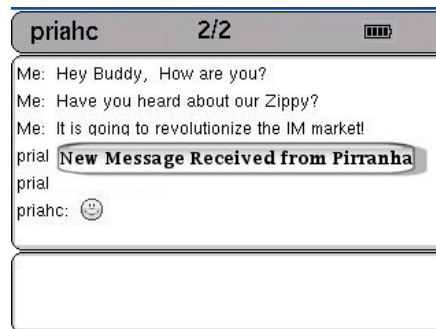 priahc 2/2
Me: Hey Buddy, How are you?
Me: Have you heard about our Zippy?
Me: It is going to revolutionize the IM market!
prial New Message Received from Pirranha
prial
priahc: